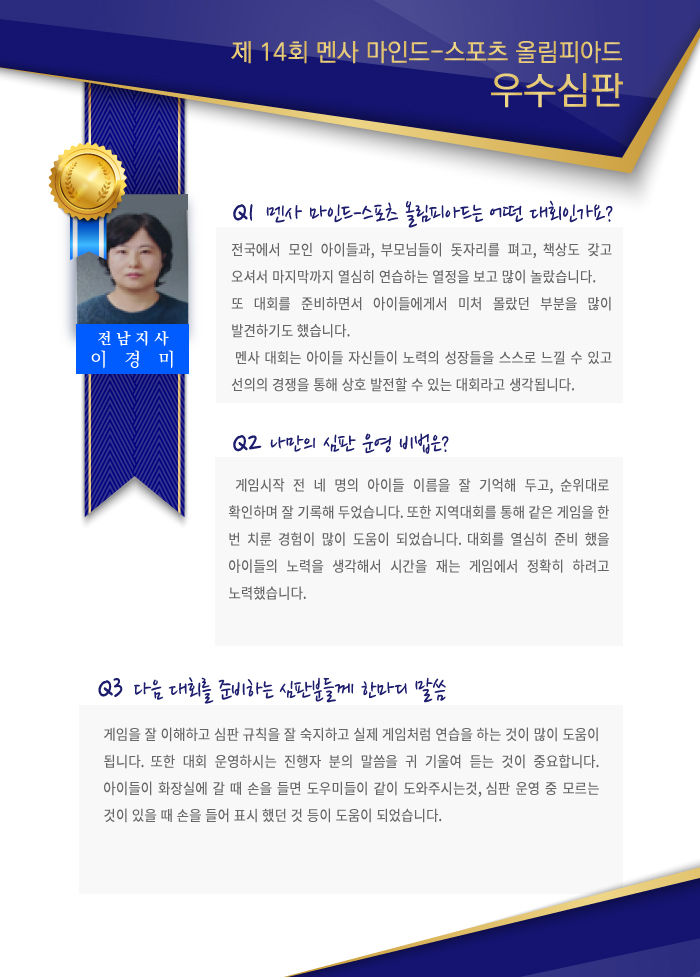 제 14회 멘사 마인드-스포츠 올림피아드
우수심판
전남지사
이 경 미
Q1 멘사 마인드-스포츠 올림피아드는 어떤 대회인가요?
전국에서 모인 아이들과, 부모님들이 돗자리를 펴고, 책상도 갖고
오셔서 마지막까지 열심히 연습하는 열정을 보고 많이 놀랐습니다.
또 대회를 준비하면서 아이들에게서 미처 몰랐던 부분을 많이
발견하기도 했습니다.
멘사 대회는 아이들 자신들이 노력의 성장들을 스스로 느낄 수 있고
선의의 경쟁을 통해 상호 발전할 수 있는 대회라고 생각됩니다.
Q2 나만의 심판 운영 비법은?
게임시작 전 네 명의 아이들 이름을 잘 기억해 두고, 순위대로
확인하며 잘 기록해 두었습니다. 또한 지역대회를 통해 같은 게임을 한
번 치룬 경험이 많이 도움이 되었습니다. 대회를 열심히 준비 했을
아이들의 노력을 생각해서 시간을 재는 게임에서 정확히 하려고
노력했습니다.
Q3 다음 대회를 준비하는 심판분들께 한마디 말씀
게임을 잘 이해하고 심판 규칙을 잘 숙지하고 실제 게임처럼 연습을 하는 것이 많이 도움이
됩니다. 또한 대회 운영하시는 진행자 분의 말씀을 귀 기울여 듣는 것이 중요합니다.
아이들이 화장실에 갈 때 손을 들면 도우미들이 같이 도와주시는것, 심판 운영 중 모르는
것이 있을 때 손을 들어 표시 했던 것 등이 도움이 되었습니다.